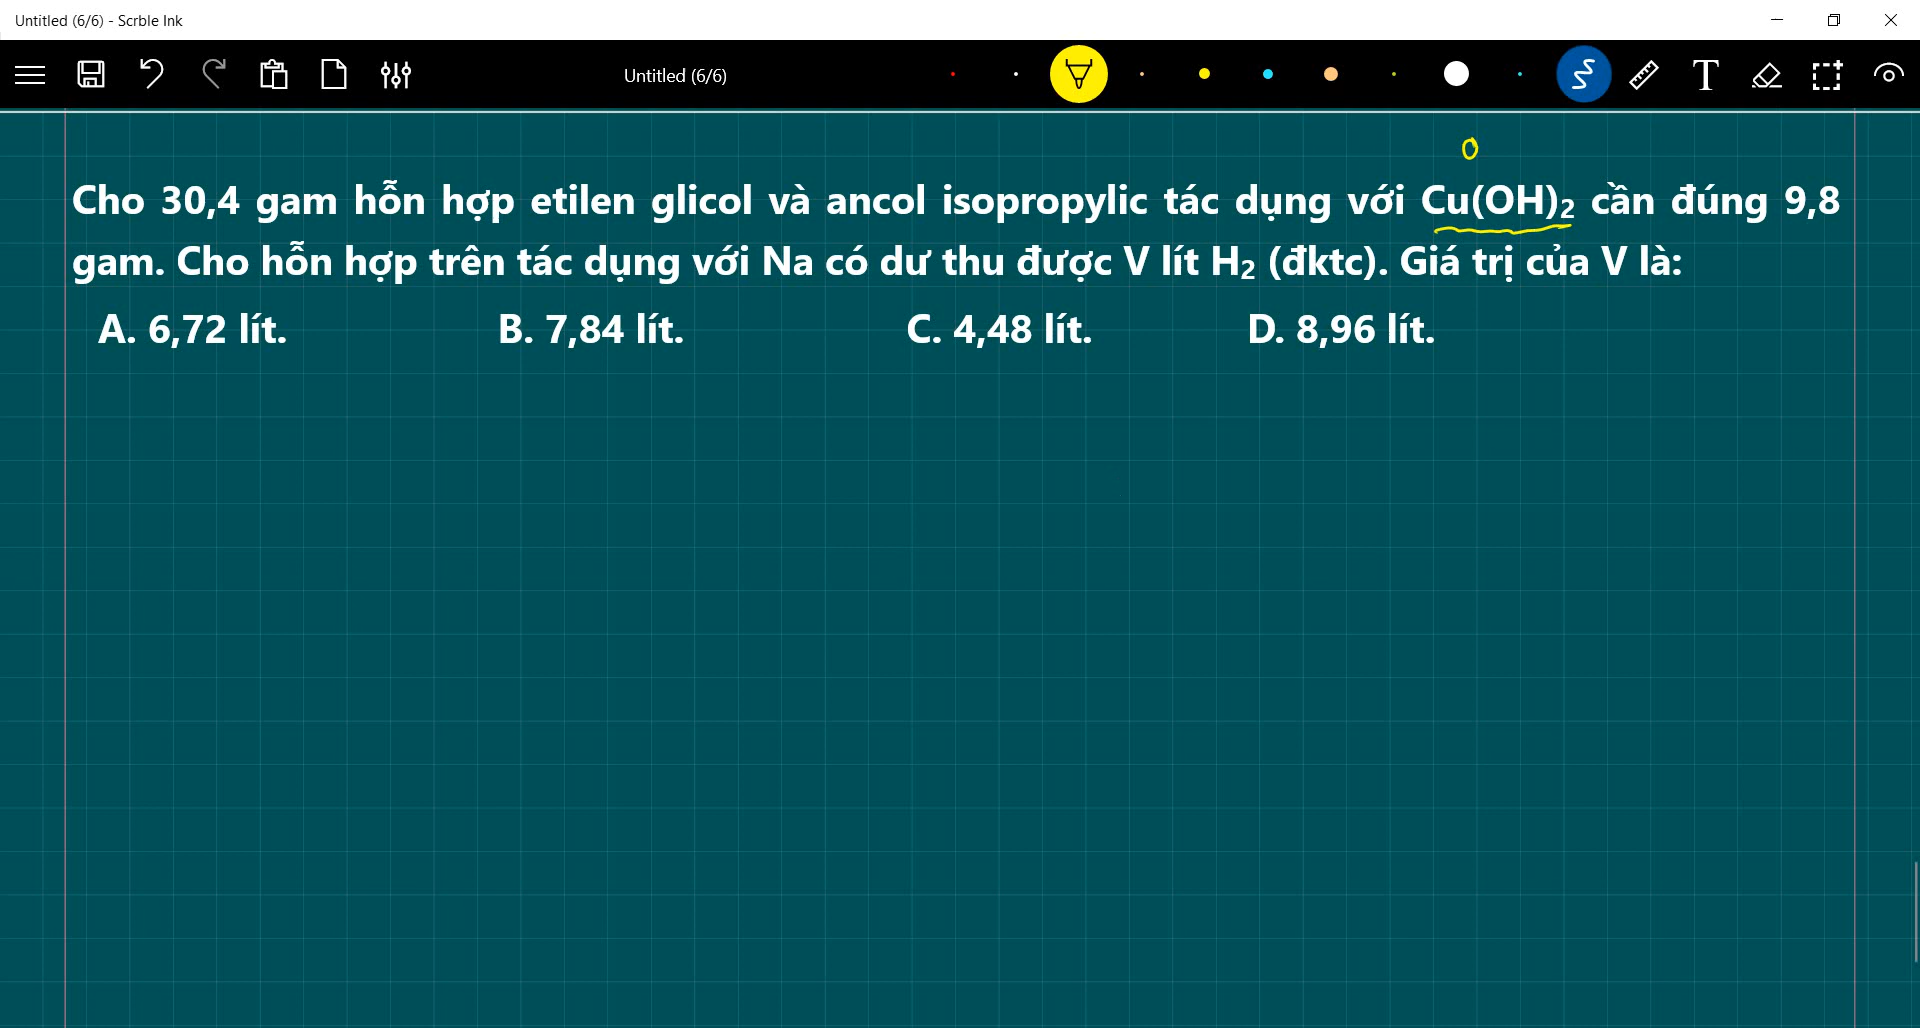 Untitled (6/6) - Scrble Ink
Untitled (6/6)
T
0
Cho 30,4 gam hỗn hợp etilen glicol và ancol isopropylic tác dụng với Cu(OH)₂ cần đúng 9,8
gam. Cho hỗn hợp trên tác dụng với Na có dư thu được V lít H₂ (đktc). Giá trị của V là:
A. 6,72 lít. B. 7,84 lít. C. 4,48 lít. D. 8,96 lít.